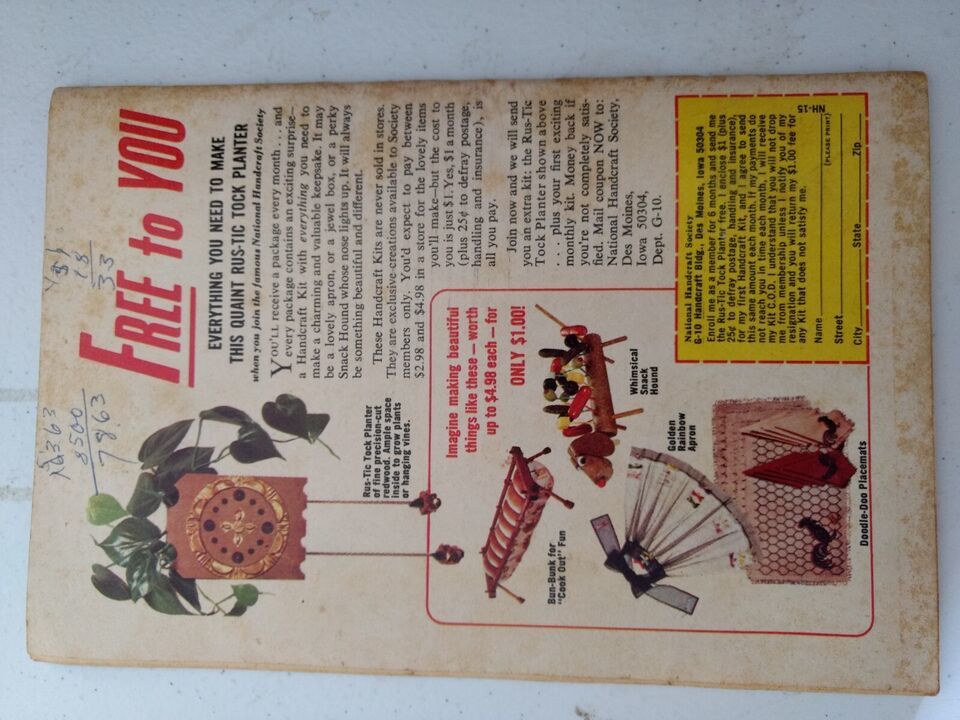 8500
18
33
FREE to YOU
EVERYTHING YOU NEED TO MAKE
THIS QUAINT RUS-TIC TOCK PLANTER
when you join the famous National Handcraft Society
YOU'LL receive a package every month . . . and
every package contains an exciting surprise—
a Handcraft Kit with everything you need to
make a charming and valuable keepsake. It may
be a lovely apron, or a jewel box, or a perky
Snack Hound whose nose lights up. It will always
be something beautiful and different.
These Handcraft Kits are never sold in stores.
They are exclusive creations available to Society
members only. You'd expect to pay between
$2.98 and $4.98 in a store for the lovely items
you'll make—but the cost to
you is just $1. Yes, $1 a month
(plus 25¢ to defray postage,
handling and insurance), is
all you pay.
Join now and we will send
you an extra kit: the Rus-Tic
Tock Planter shown above
. . . plus your first exciting
monthly kit. Money back if
you're not completely satis-
fied. Mail coupon NOW to:
National Handcraft Society,
Des Moines,
Iowa 50304,
Dept. G-10.
Rus-Tic Tock Planter
of fine precision-cut
redwood. Ample space
inside to grow plants
or hanging vines.
Imagine making beautiful
things like these — worth
up to $4.98 each — for
ONLY $1.00!
Bun-Bunk for
"Cook Out" Fun
Whimsical
Snack
Hound
Golden
Rainbow
Apron
Doodle-Doo Placemats
National Handcraft Society
G-10 Handcraft Bldg., Des Moines, Iowa 50304
Enroll me as a member for 6 months and send me
the Rus-Tic Tock Planter free. I enclose $1 (plus
25¢ to defray postage, handling and insurance),
for my first Handcraft Kit, and I agree to send
this same amount each month. If my payments do
not reach you in time each month, I will receive
my Kit C.O.D. I understand that you will not drop
me from membership unless I notify you of my
resignation and you will return my $1.00 fee for
any Kit that does not satisfy me.
NH-15
Name
(PLEASE PRINT)
Street
City State Zip